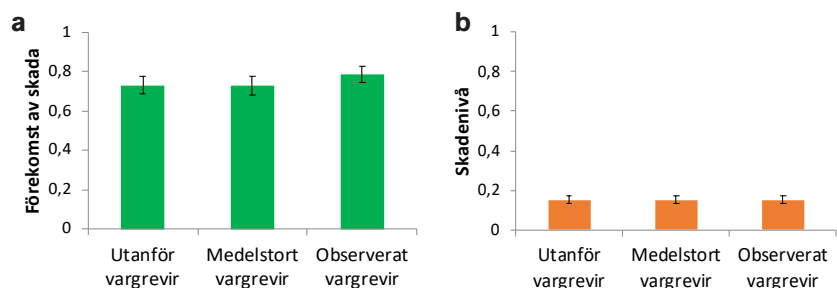 a
Förekomst av skada
1
0,8
0,6
0,4
0,2
0
Utanför
vargrevir
Medelstort
vargrevir
Observerat
vargrevir
b
Skadenivå
1
0,8
0,6
0,4
0,2
0
Utanför
vargrevir
Medelstort
vargrevir
Observerat
vargrevir